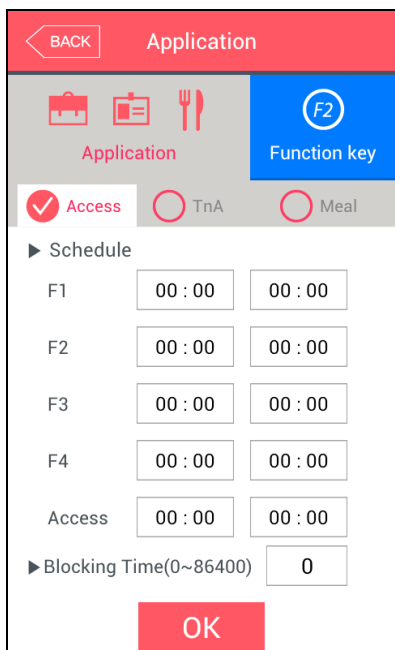 BACK Application
F2
Application Function key
Access TnA Meal
Schedule
F1 00 : 00 00 : 00
F2 00 : 00 00 : 00
F3 00 : 00 00 : 00
F4 00 : 00 00 : 00
Access 00 : 00 00 : 00
Blocking Time(0~86400) 0
OK